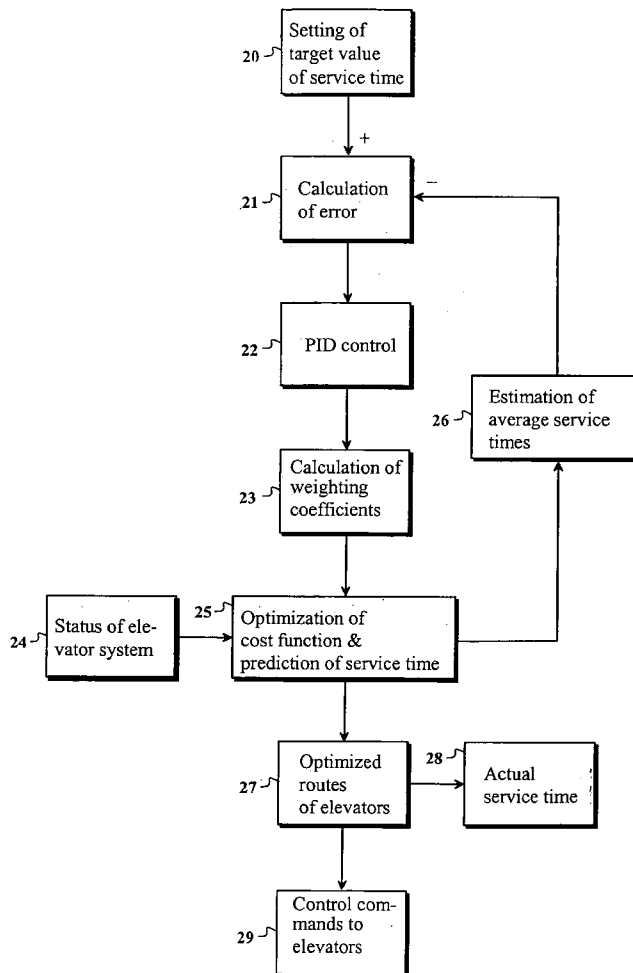 Setting of
20 target value
of service time
+
−
21 Calculation
of error
22 PID control
Estimation of
26 average service
times
Calculation of
23 weighting
coefficients
25
Optimization of
cost function &
prediction of service time
24 Status of ele-
vator system
Optimized
27 routes
of elevators
28
Actual
service time
Control com-
29 mands to
elevators